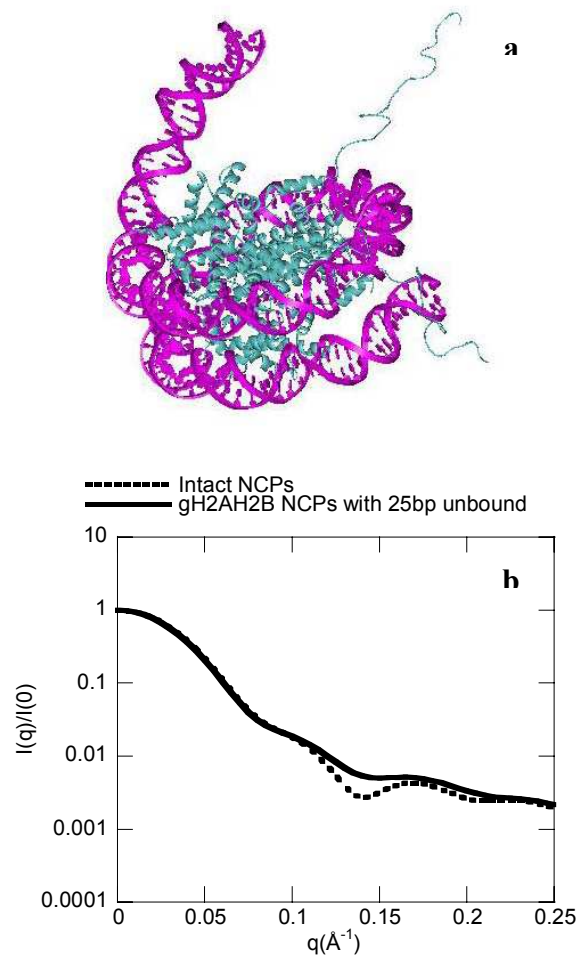 a
Intact NCPs
gH2AH2B NCPs with 25bp unbound
b
10
1
0.1
0.01
0.001
0.0001
I(q)/I(0)
0 0.05 0.1 0.15 0.2 0.25
q(Å⁻¹)